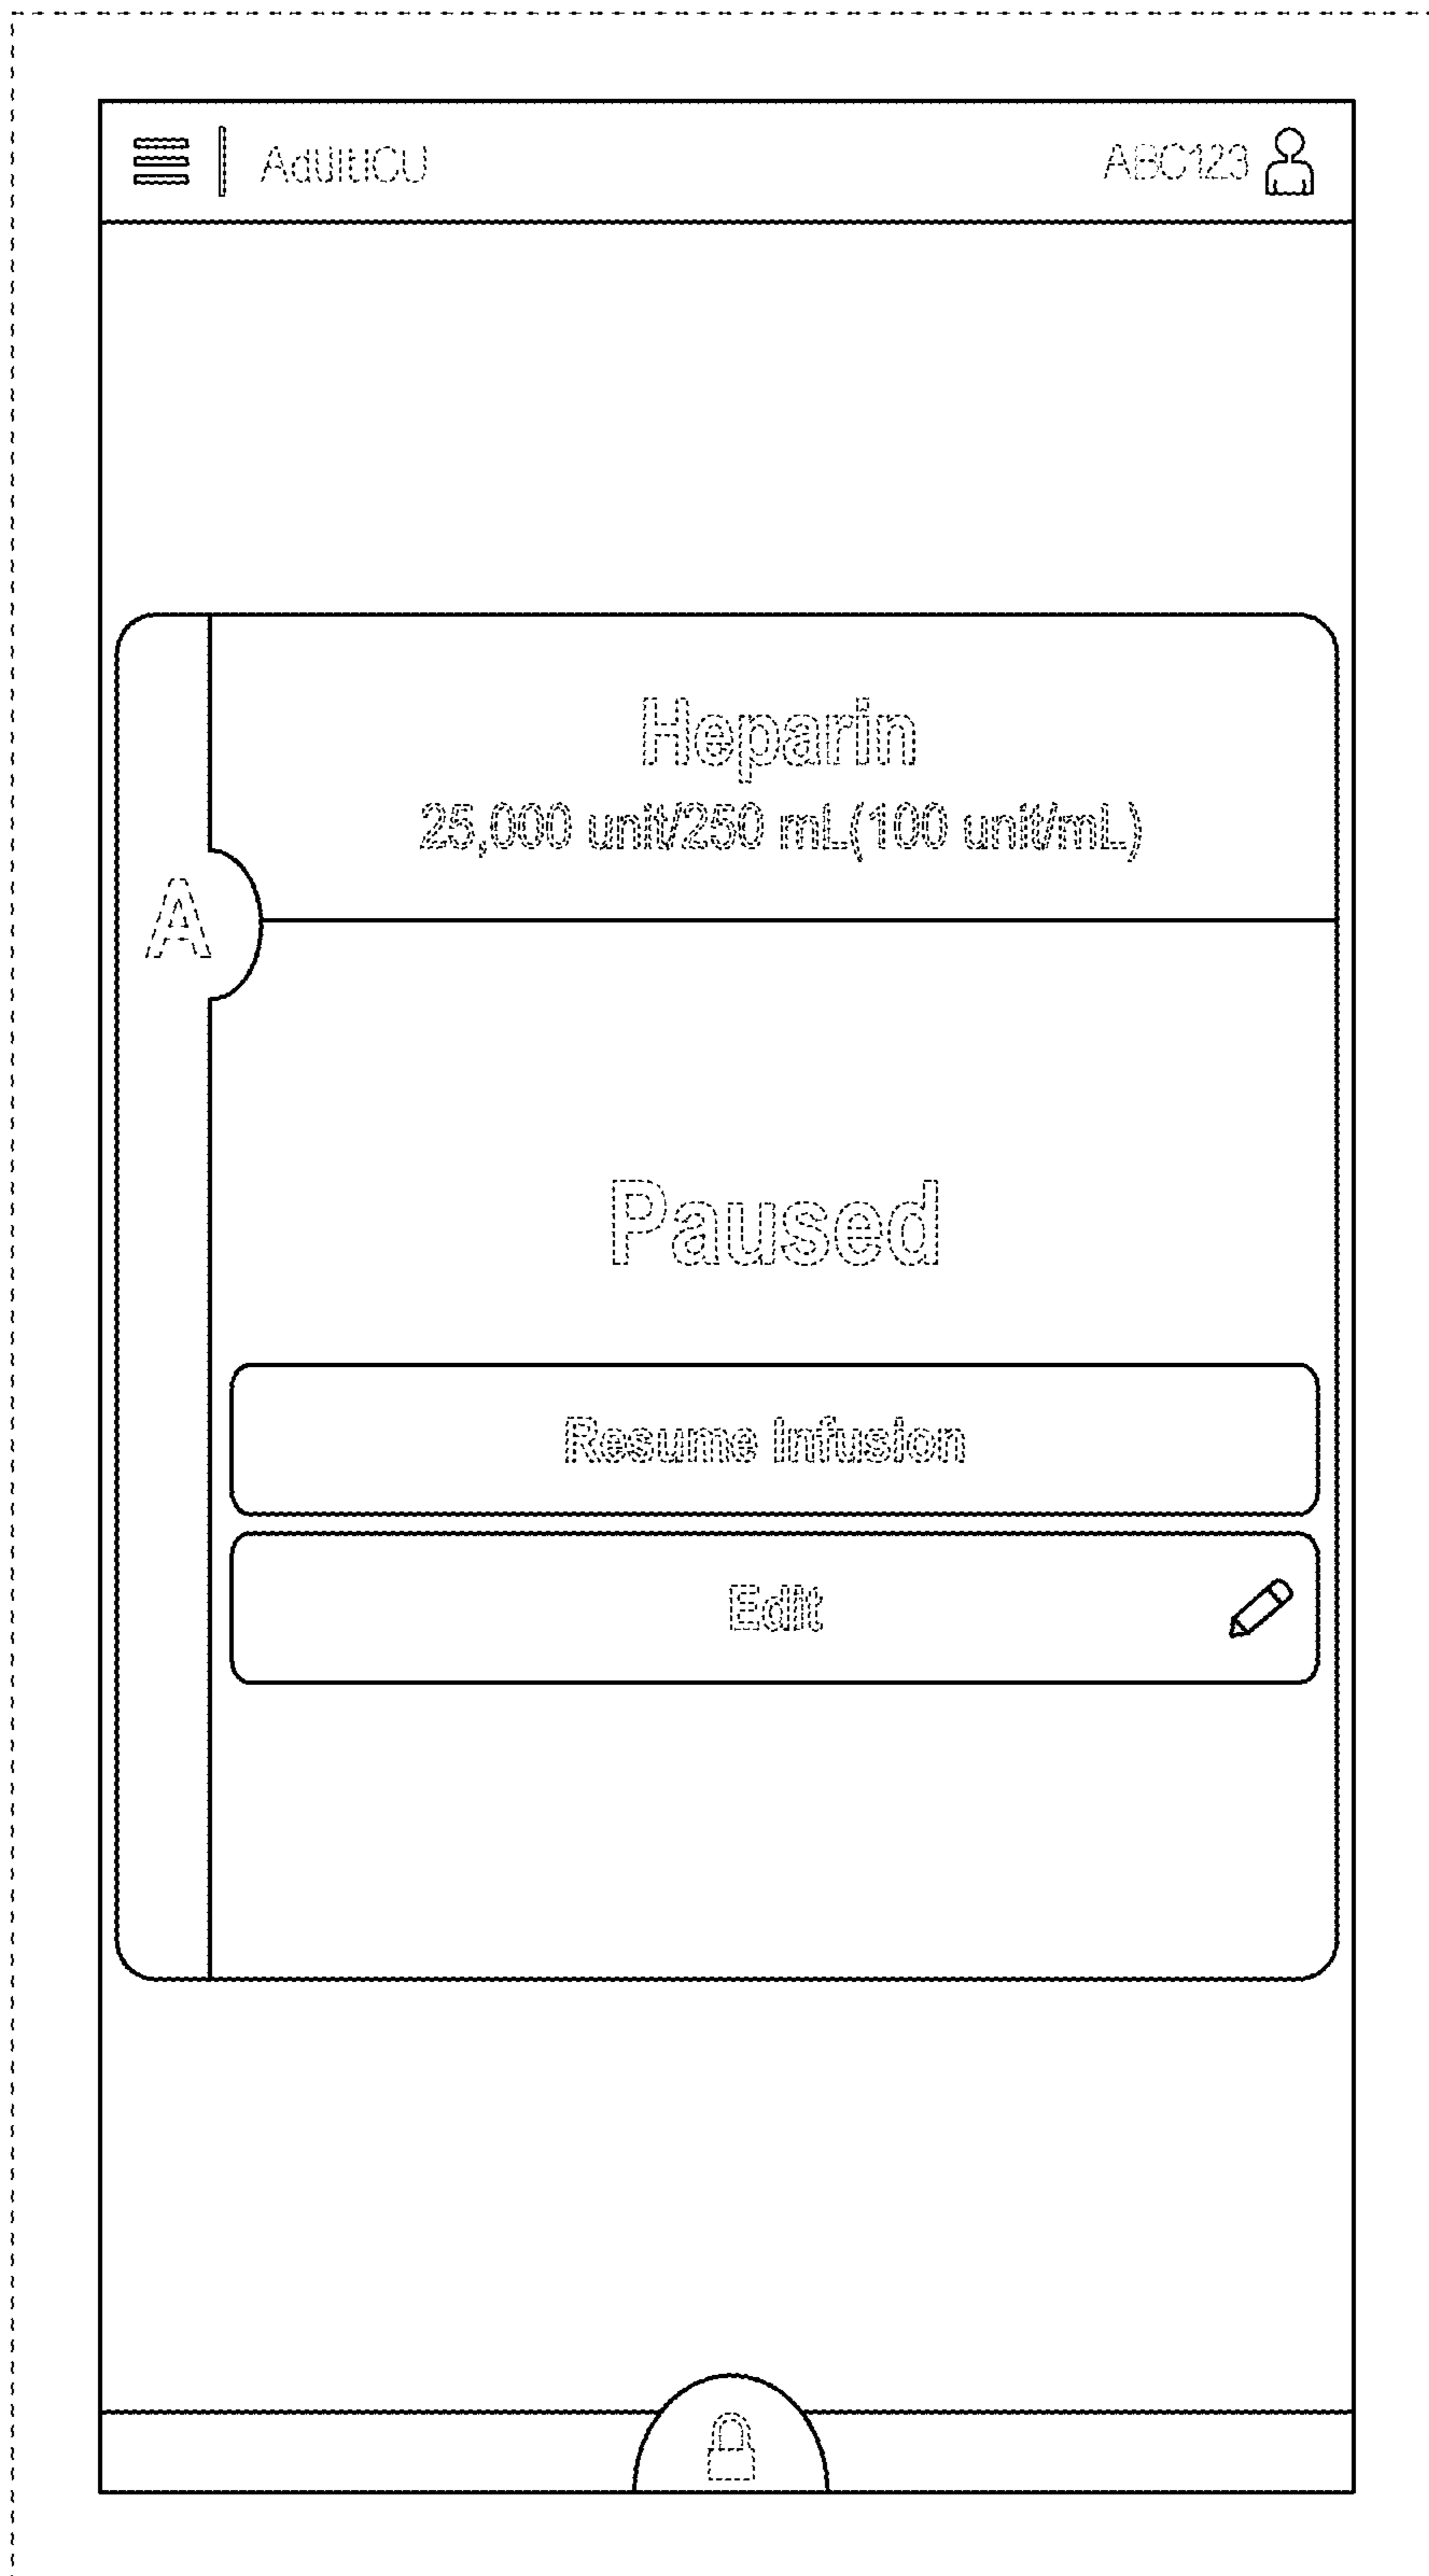 AdultICU
ABC123
Heparin
25,000 unit/250 mL(100 unit/mL)
A
Paused
Resume Infusion
Edit